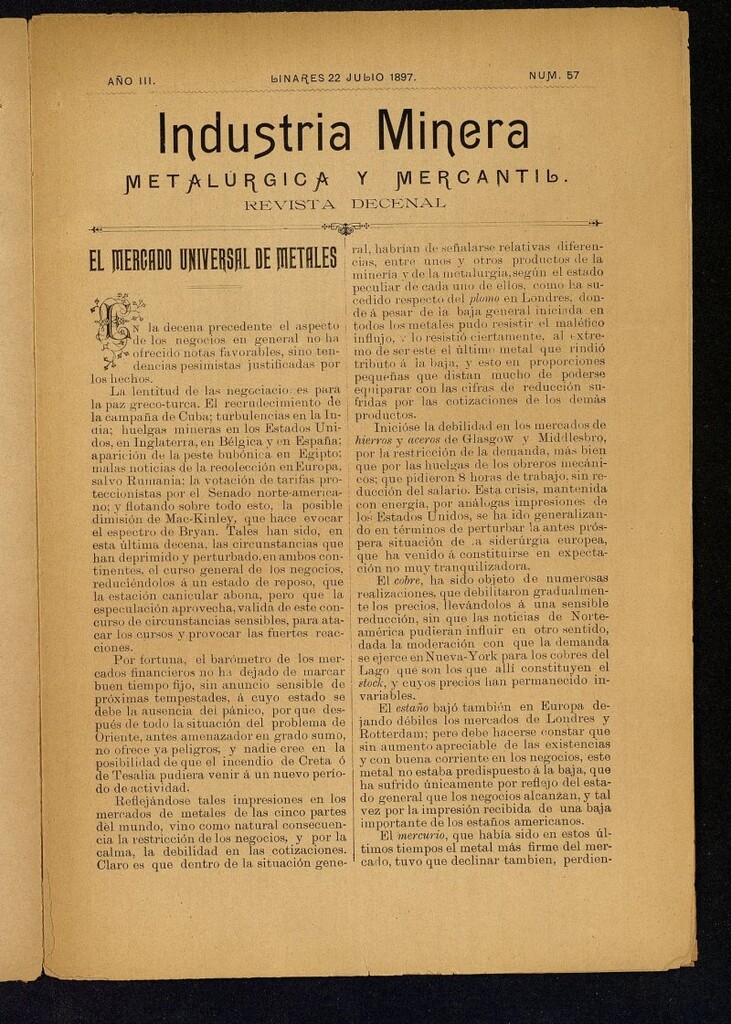 AÑO III.
LINARES 22 JULIO 1897.
NUM. 57
Industria Minera
METALÚRGICA Y MERCANTIL.
REVISTA DECENAL
EL MERCADO UNIVERSAL DE METALES
EN la decena precedente el aspecto
de los negocios en general no ha
ofrecido notas favorables, sino ten-
dencias pesimistas justificadas por
los hechos.
La lentitud de las negociacio es para
la paz greco-turca. El recrudecimiento de
la campaña de Cuba; turbulencias en la In-
dia; huelgas mineras en los Estados Uni-
dos, en Inglaterra, en Bélgica y en España;
aparición de la peste bubónica en Egipto;
malas noticias de la recolección en Europa,
salvo Rumania; la votación de tarifas pro-
teccionistas por el Senado norte-america-
no; y flotando sobre todo esto, la posible
dimisión de Mac-Kinley, que hace evocar
el espectro de Bryan. Tales han sido, en
esta última decena, las circunstancias que
han deprimido y perturbado, en ambos con-
tinentes, el curso general de los negocios,
reduciéndolos á un estado de reposo, que
la estación canicular abona, pero que la
especulación aprovecha, valida de este con-
curso de circunstancias sensibles, para ata-
car los cursos y provocar las fuertes reac-
ciones.
Por fortuna, el barómetro de los mer-
cados financieros no ha dejado de marcar
buen tiempo fijo, sin anuncio sensible de
próximas tempestades, á cuyo estado se
debe la ausencia del pánico, por que des-
pués de todo la situación del problema de
Oriente, antes amenazador en grado sumo,
no ofrece ya peligros, y nadie cree en la
posibilidad de que el incendio de Creta ó
de Tesalia pudiera venir á un nuevo perío-
do de actividad.
Reflejándose tales impresiones en los
mercados de metales de las cinco partes
del mundo, vino como natural consecuen-
cia la restricción de los negocios, y por la
calma, la debilidad en las cotizaciones.
Claro es que dentro de la situación gene-
ral, habrían de señalarse relativas diferen-
cias, entre unos y otros productos de la
minería y de la metalurgia, según el estado
peculiar de cada uno de ellos, como ha su-
cedido respecto del plomo en Londres, don-
de á pesar de la baja general iniciada en
todos los metales pudo resistir el maléfico
influjo, y lo resistió ciertamente, al extre-
mo de ser este el último metal que rindió
tributo á la baja, y esto en proporciones
pequeñas que distan mucho de poderse
equiparar con las cifras de reducción su-
fridas por las cotizaciones de los demás
productos.
Inicióse la debilidad en los mercados de
hierros y aceros de Glasgow y Middlesbro,
por la restricción de la demanda, más bien
que por las huelgas de los obreros mecáni-
cos; que pidieron 8 horas de trabajo, sin re-
ducción del salario. Esta crisis, mantenida
con energía, por análogas impresiones de
los Estados Unidos, se ha ido generalizan-
do en términos de perturbar la antes prós-
pera situación de la siderúrgia europea,
que ha venido á constituirse en expecta-
ción no muy tranquilizadora.
El cobre, ha sido objeto de numerosas
realizaciones, que debilitaron gradualmen-
te los precios, llevándolos á una sensible
reducción, sin que las noticias de Norte-
américa pudieran influir en otro sentido,
dada la moderación con que la demanda
se ejerce en Nueva-York para los cobres del
Lago que son los que allí constituyen el
stock, y cuyos precios han permanecido in-
variables.
El estaño bajó también en Europa de-
jando débiles los mercados de Londres y
Rotterdam; pero debe hacerse constar que
sin aumento apreciable de las existencias
y con buena corriente en los negocios, este
metal no estaba predispuesto á la baja, que
ha sufrido únicamente por reflejo del esta-
do general que los negocios alcanzan, y tal
vez por la impresión recibida de una baja
importante de los estaños americanos.
El mercurio, que había sido en estos úl-
timos tiempos el metal más firme del mer-
cado, tuvo que declinar tambien, perdien-